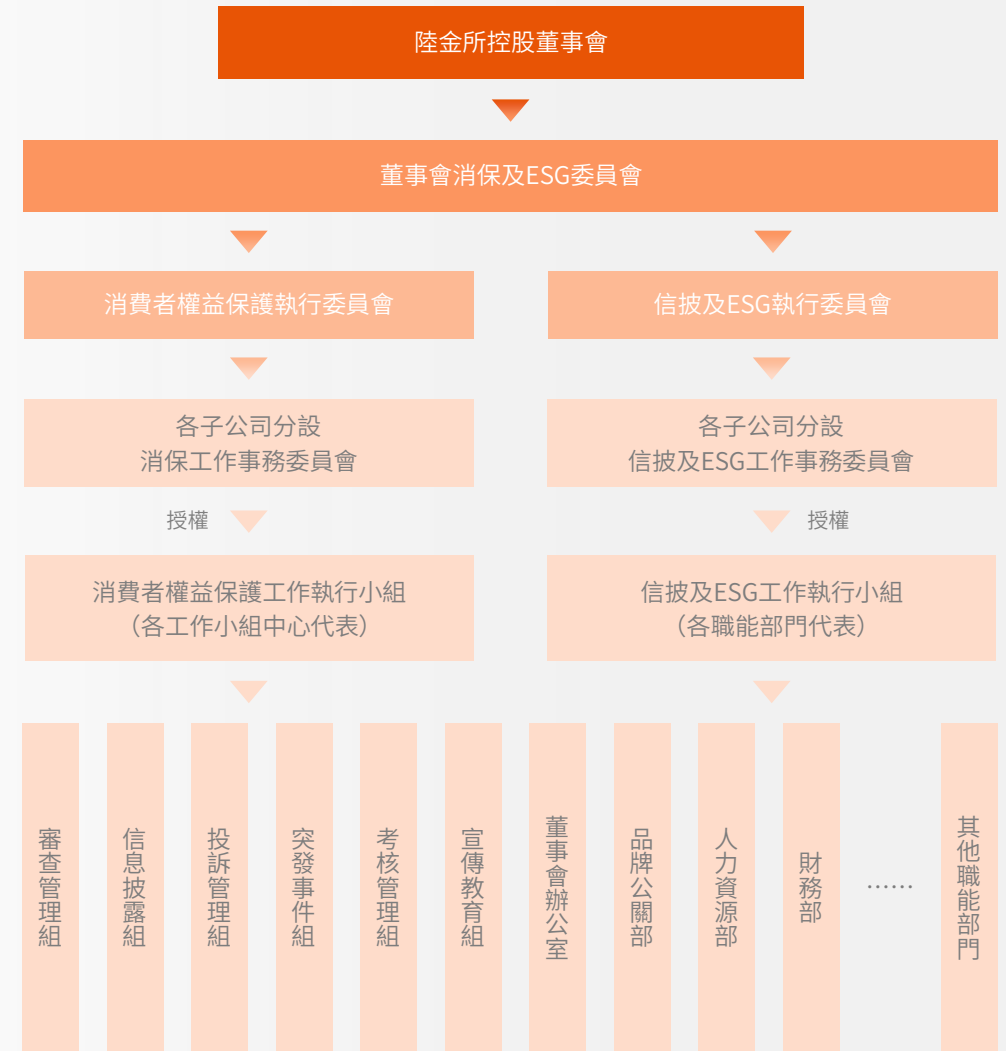 陸金所控股董事會
董事會消保及ESG委員會
消費者權益保護執行委員會
信披及ESG執行委員會
各子公司分設
消保工作事務委員會
各子公司分設
信披及ESG工作事務委員會
授權
授權
消費者權益保護工作執行小組
（各工作小組中心代表）
信披及ESG工作執行小組
（各職能部門代表）
審查管理組
信息披露組
投訴管理組
突發事件組
考核管理組
宣傳教育組
董事會辦公室
品牌公關部
人力資源部
財務部
……
其他職能部門